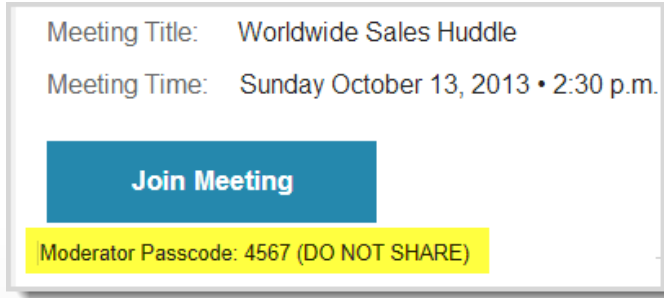 Meeting Title: Worldwide Sales Huddle
Meeting Time: Sunday October 13, 2013 • 2:30 p.m.
Join Meeting
Moderator Passcode: 4567 (DO NOT SHARE)